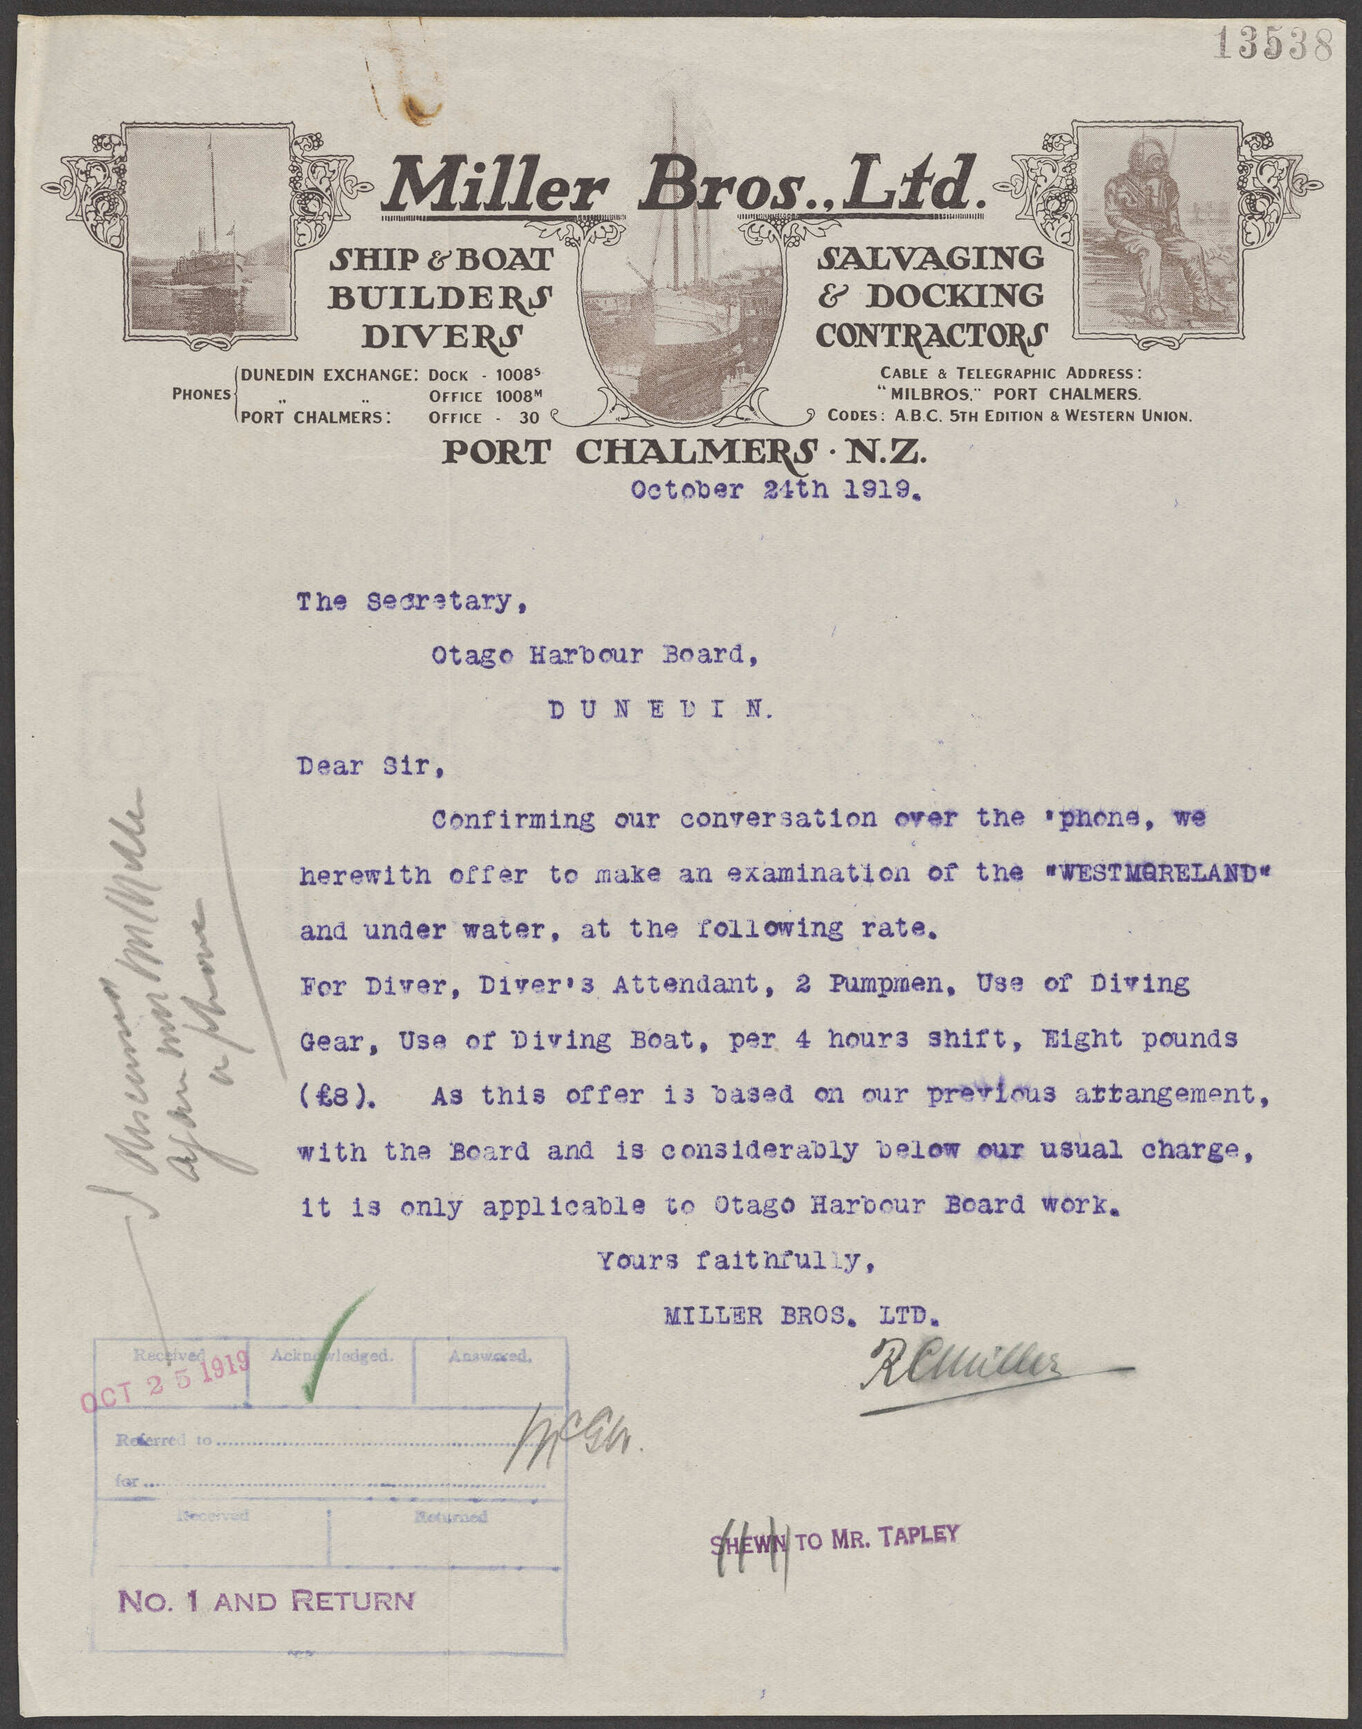 13538
Miller Bros., Ltd.
SHIP & BOAT
BUILDERS
DIVERS
SALVAGING
& DOCKING
CONTRACTORS
PHONES DUNEDIN EXCHANGE: DOCK - 1008S
" " OFFICE 1008M
PORT CHALMERS: OFFICE - 30
CABLE & TELEGRAPHIC ADDRESS:
"MILBROS." PORT CHALMERS.
CODES: A.B.C. 5TH EDITION & WESTERN UNION.
PORT CHALMERS · N.Z.
October 24th 1919.
The Secretary,
Otago Harbour Board,
D U N E D I N.
Dear Sir,
Confirming our conversation over the 'phone, we
herewith offer to make an examination of the "WESTMORELAND"
and under water, at the following rate.
For Diver, Diver's Attendant, 2 Pumpmen, Use of Diving
Gear, Use of Diving Boat, per 4 hours shift, Eight pounds
(£8). As this offer is based on our previous arrangement,
with the Board and is considerably below our usual charge,
it is only applicable to Otago Harbour Board work.
Yours faithfully,
MILLER BROS. LTD.
R C Miller
I
Mr Miller
phone
Received Acknowledged. Answered.
OCT 25 1919
Referred to
for
Received Returned
NO. 1 AND RETURN
SHEWN TO MR. TAPLEY